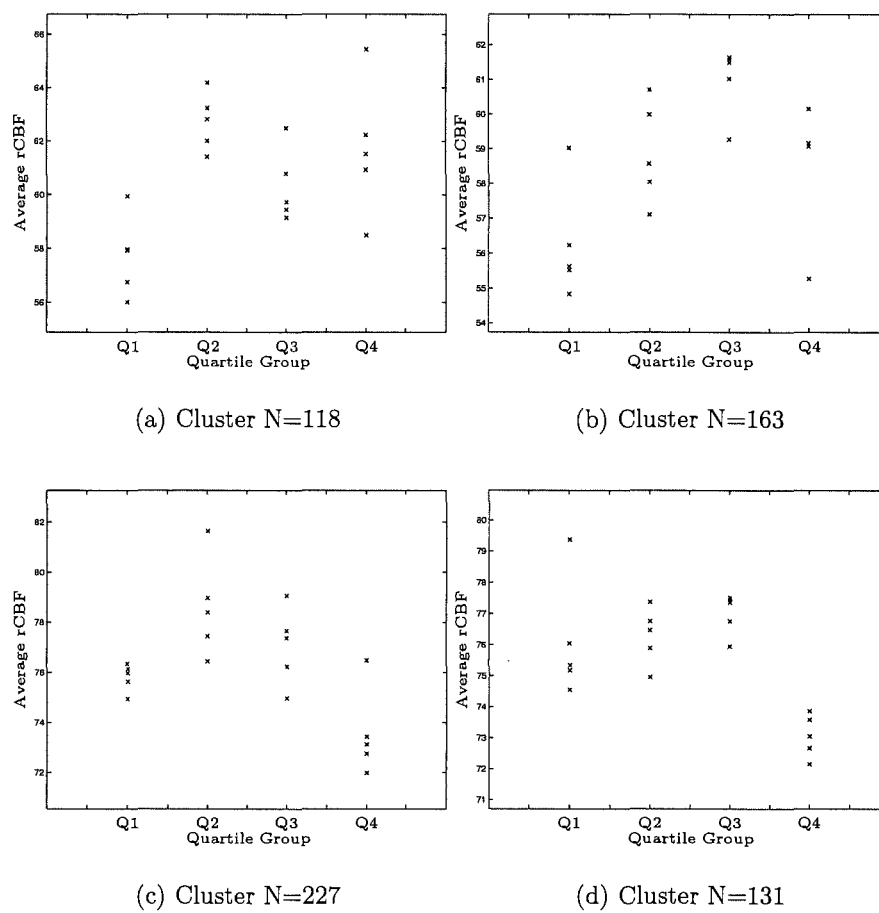 66
64
62
60
58
56
Average rCBF
Q1 Q2 Q3 Q4
Quartile Group
(a) Cluster N=118
62
61
60
59
58
57
56
55
54
Average rCBF
Q1 Q2 Q3 Q4
Quartile Group
(b) Cluster N=163
82
80
78
76
74
72
Average rCBF
Q1 Q2 Q3 Q4
Quartile Group
(c) Cluster N=227
80
79
78
77
76
75
74
73
72
71
Average rCBF
Q1 Q2 Q3 Q4
Quartile Group
(d) Cluster N=131